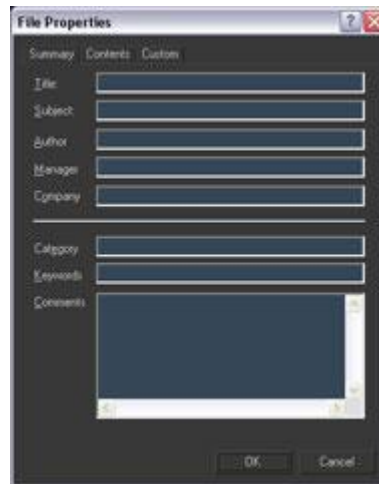 File Properties
Summary Contents Custom
Title:
Subject:
Author
Manager
Company
Category
Keywords
Comments
OK Cancel